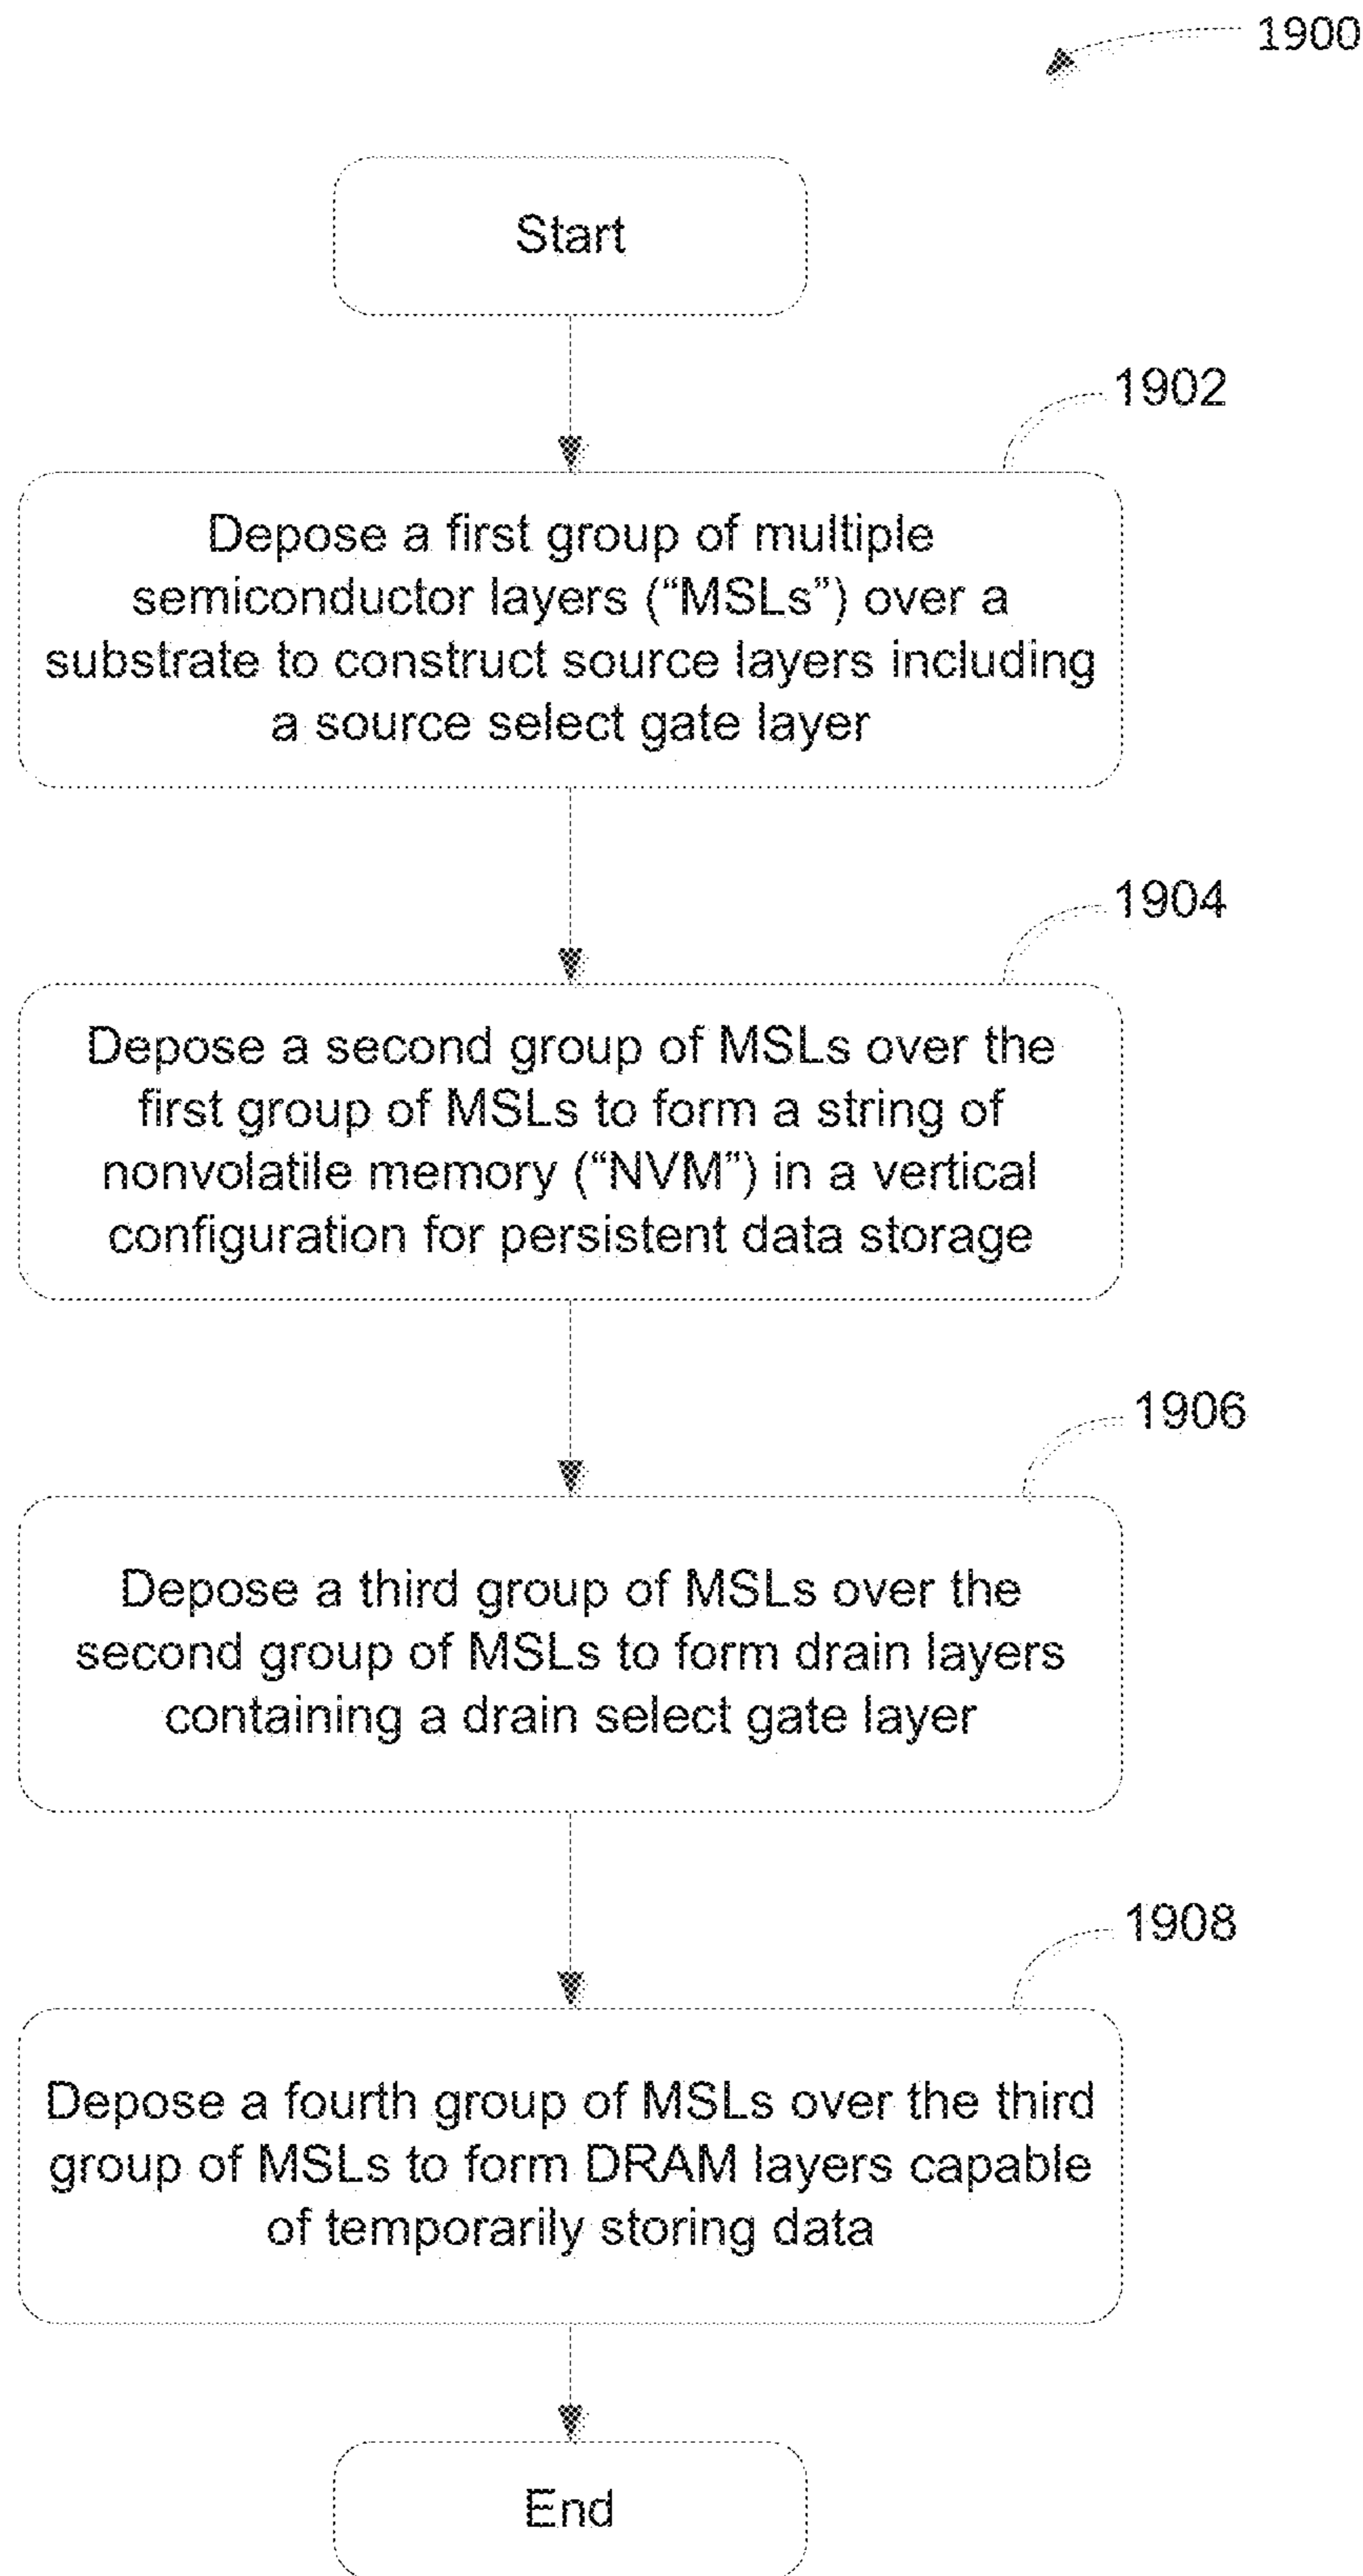 1900
Start
1902
Depose a first group of multiple
semiconductor layers (“MSLs”) over a
substrate to construct source layers including
a source select gate layer
1904
Depose a second group of MSLs over the
first group of MSLs to form a string of
nonvolatile memory (“NVM”) in a vertical
configuration for persistent data storage
1906
Depose a third group of MSLs over the
second group of MSLs to form drain layers
containing a drain select gate layer
1908
Depose a fourth group of MSLs over the third
group of MSLs to form DRAM layers capable
of temporarily storing data
End